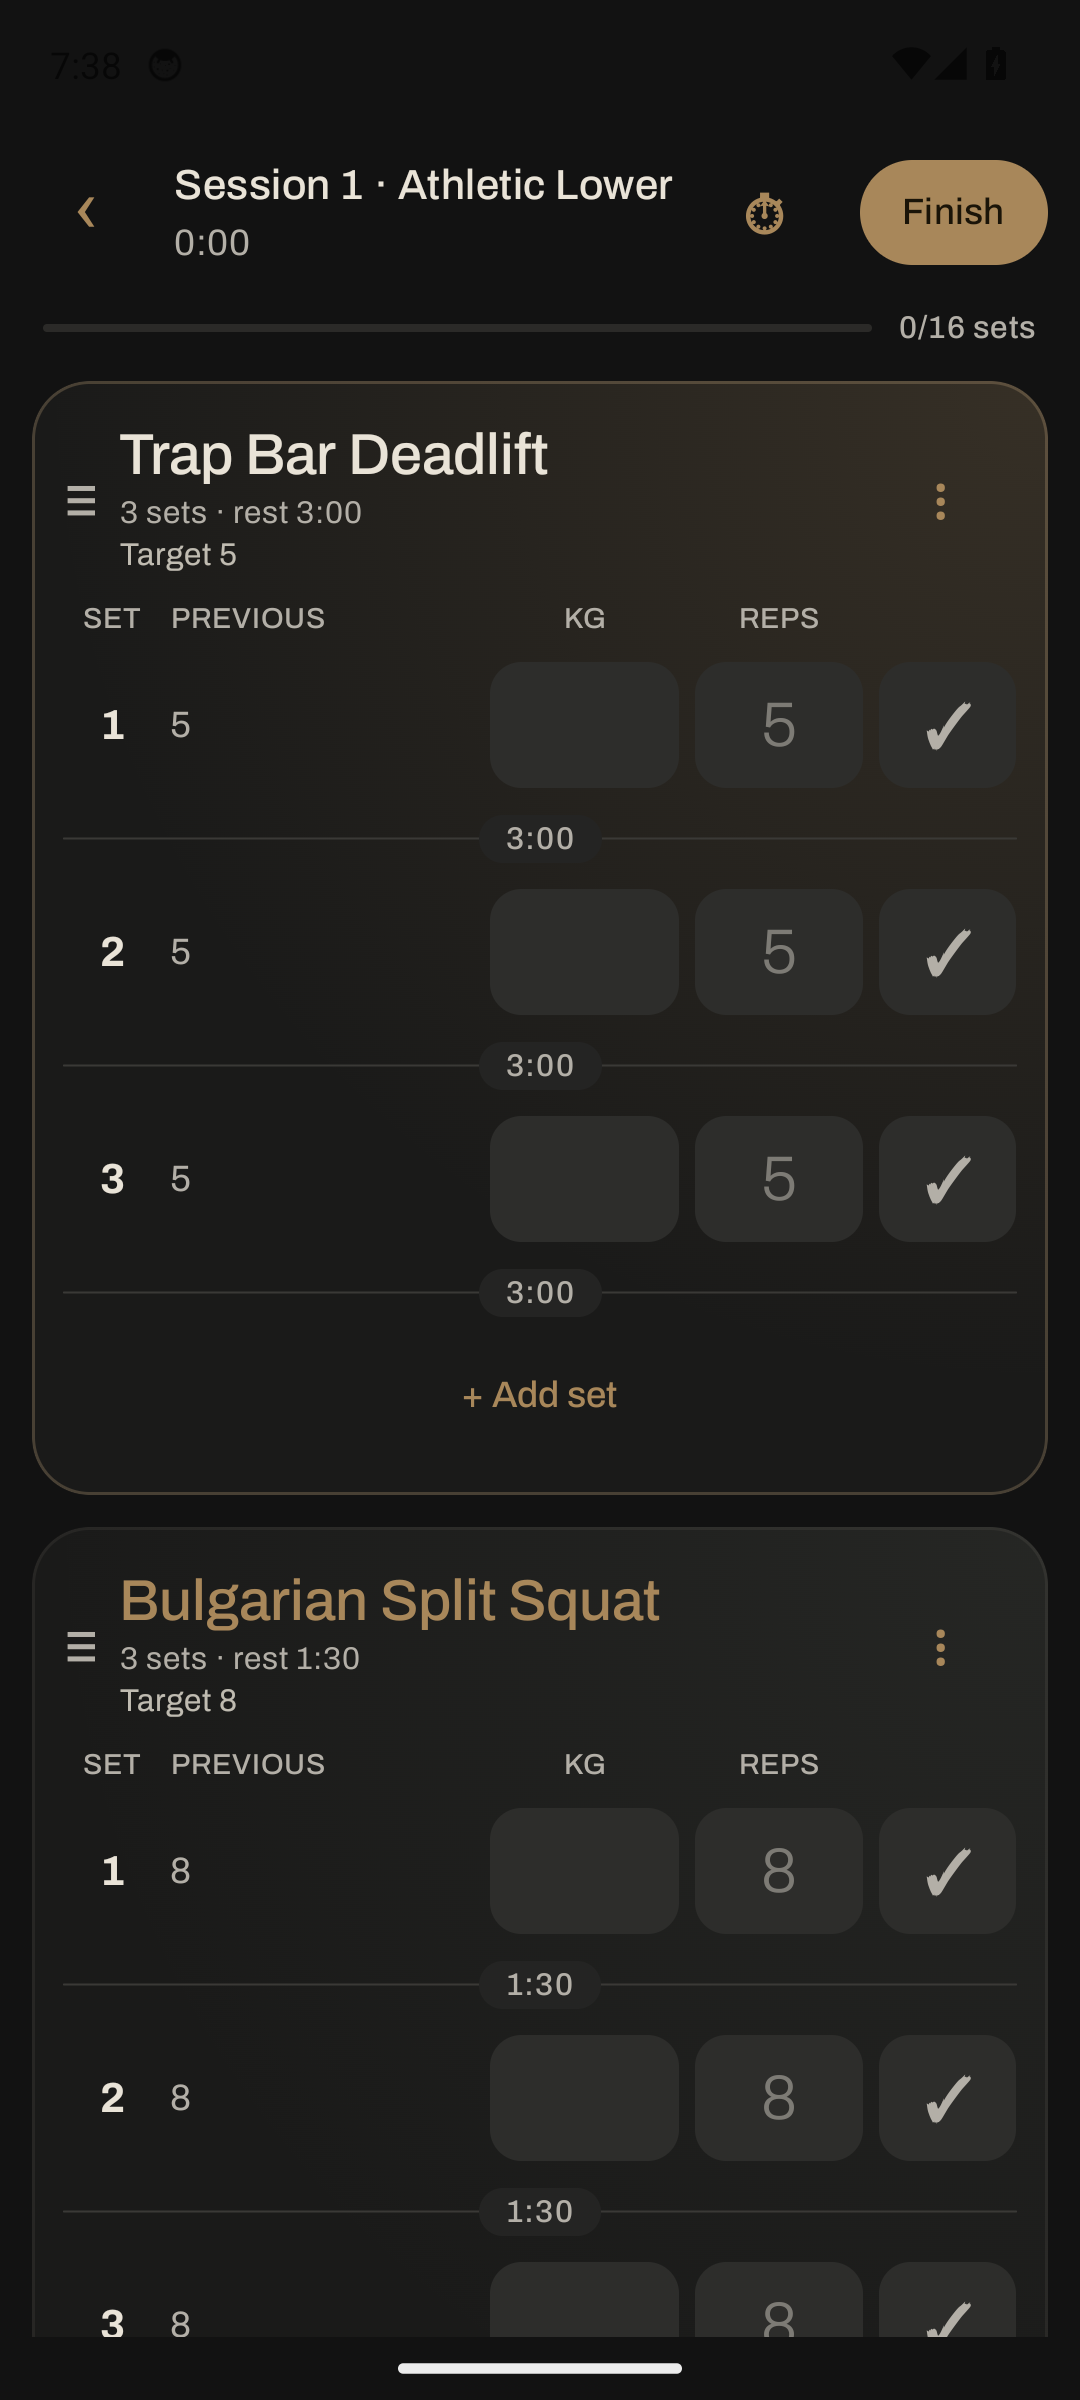 7:38
Session 1 · Athletic Lower
0:00
Finish
0/16 sets
Trap Bar Deadlift
3 sets · rest 3:00
Target 5
SET PREVIOUS KG REPS
1 5 5 ✓
3:00
2 5 5 ✓
3:00
3 5 5 ✓
3:00
+ Add set
Bulgarian Split Squat
3 sets · rest 1:30
Target 8
SET PREVIOUS KG REPS
1 8 8 ✓
1:30
2 8 8 ✓
1:30
3 8 8 ✓